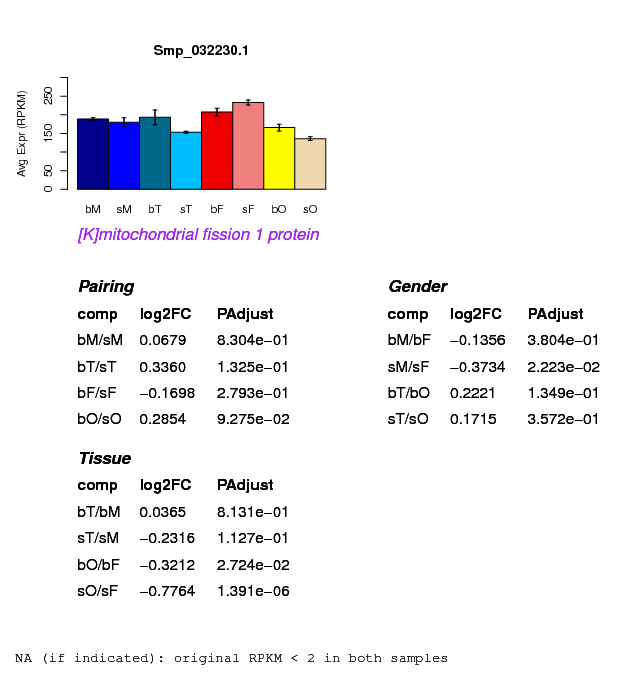 Smp_032230.1
Avg Expr (RPKM)
0 50 150 250
bM sM bT sT bF sF bO sO
[K]mitochondrial fission 1 protein
Pairing
comp log2FC PAdjust
bM/sM 0.0679 8.304e−01
bT/sT 0.3360 1.325e−01
bF/sF −0.1698 2.793e−01
bO/sO 0.2854 9.275e−02
Gender
comp log2FC PAdjust
bM/bF −0.1356 3.804e−01
sM/sF −0.3734 2.223e−02
bT/bO 0.2221 1.349e−01
sT/sO 0.1715 3.572e−01
Tissue
comp log2FC PAdjust
bT/bM 0.0365 8.131e−01
sT/sM −0.2316 1.127e−01
bO/bF −0.3212 2.724e−02
sO/sF −0.7764 1.391e−06
NA (if indicated): original RPKM < 2 in both samples